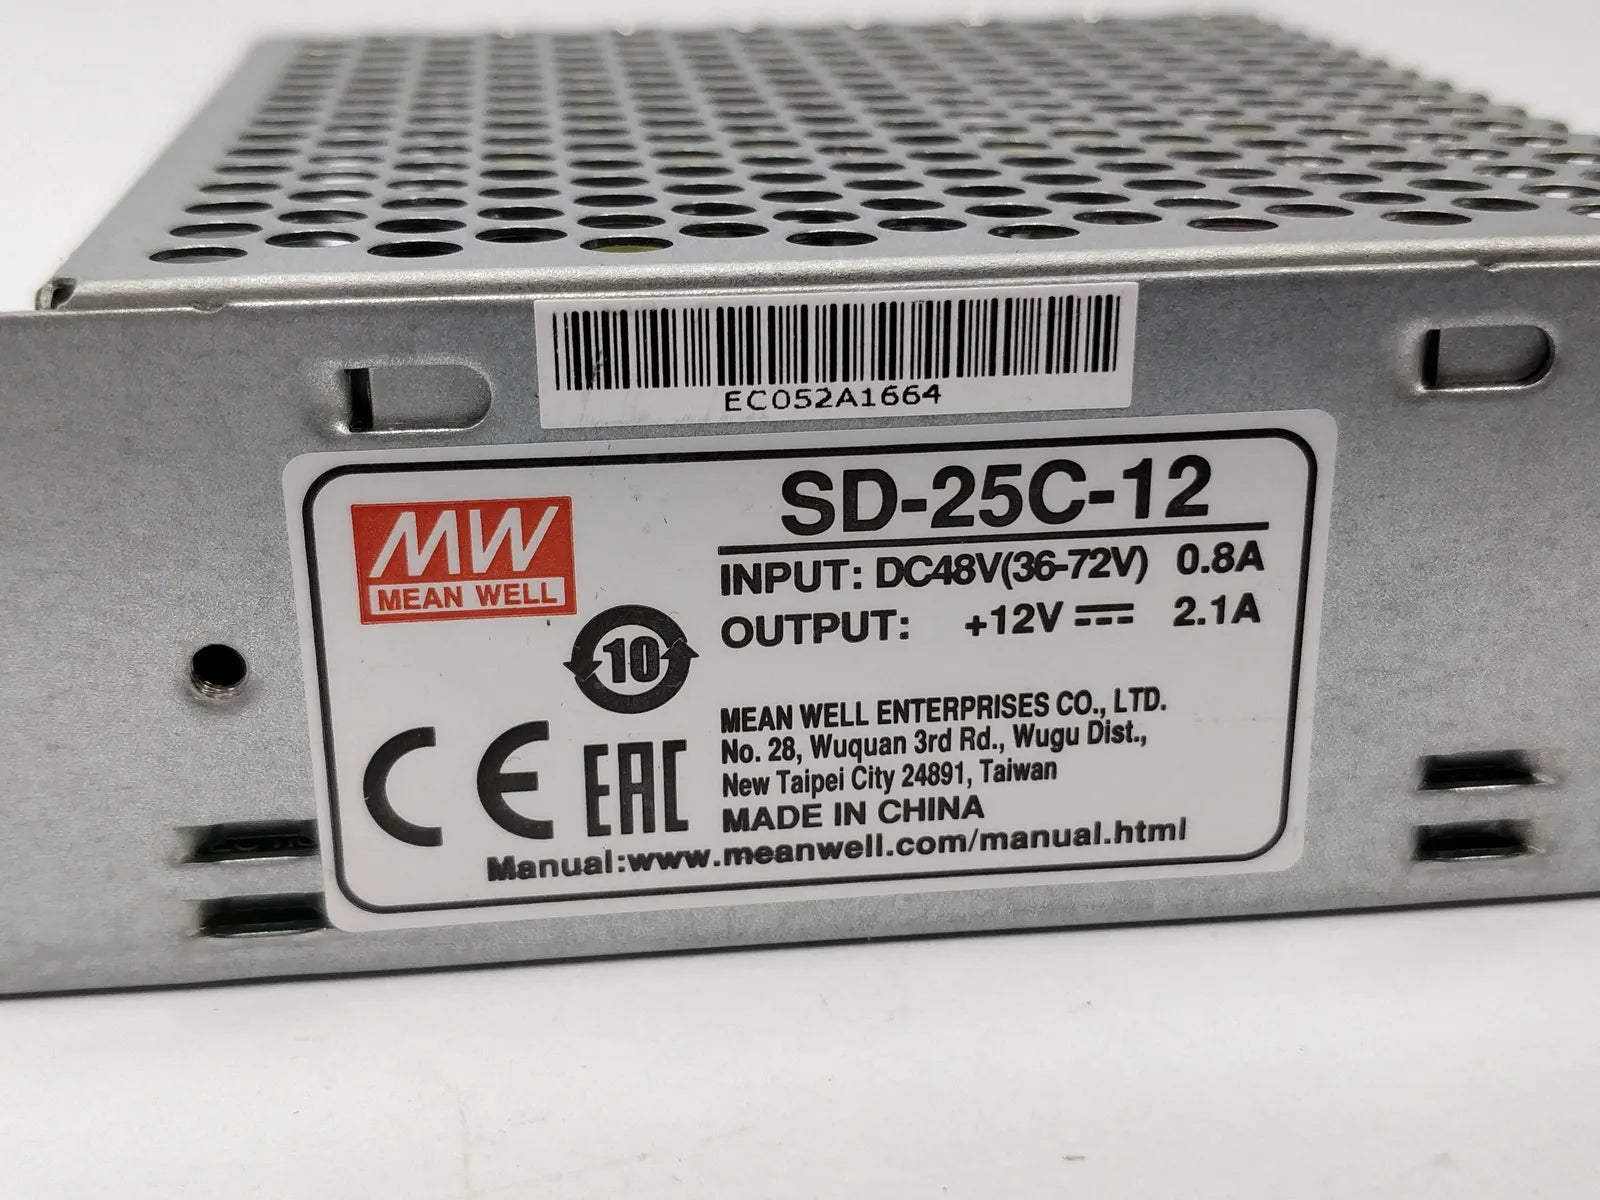 EC052A1664
SD-25C-12
MW
MEAN WELL
INPUT: DC48V(36-72V) 0.8A
OUTPUT: +12V⎓ 2.1A
10
MEAN WELL ENTERPRISES CO., LTD.
No. 28, Wuquan 3rd Rd., Wugu Dist.,
New Taipei City 24891, Taiwan
MADE IN CHINA
CE EAC
Manual:www.meanwell.com/manual.html